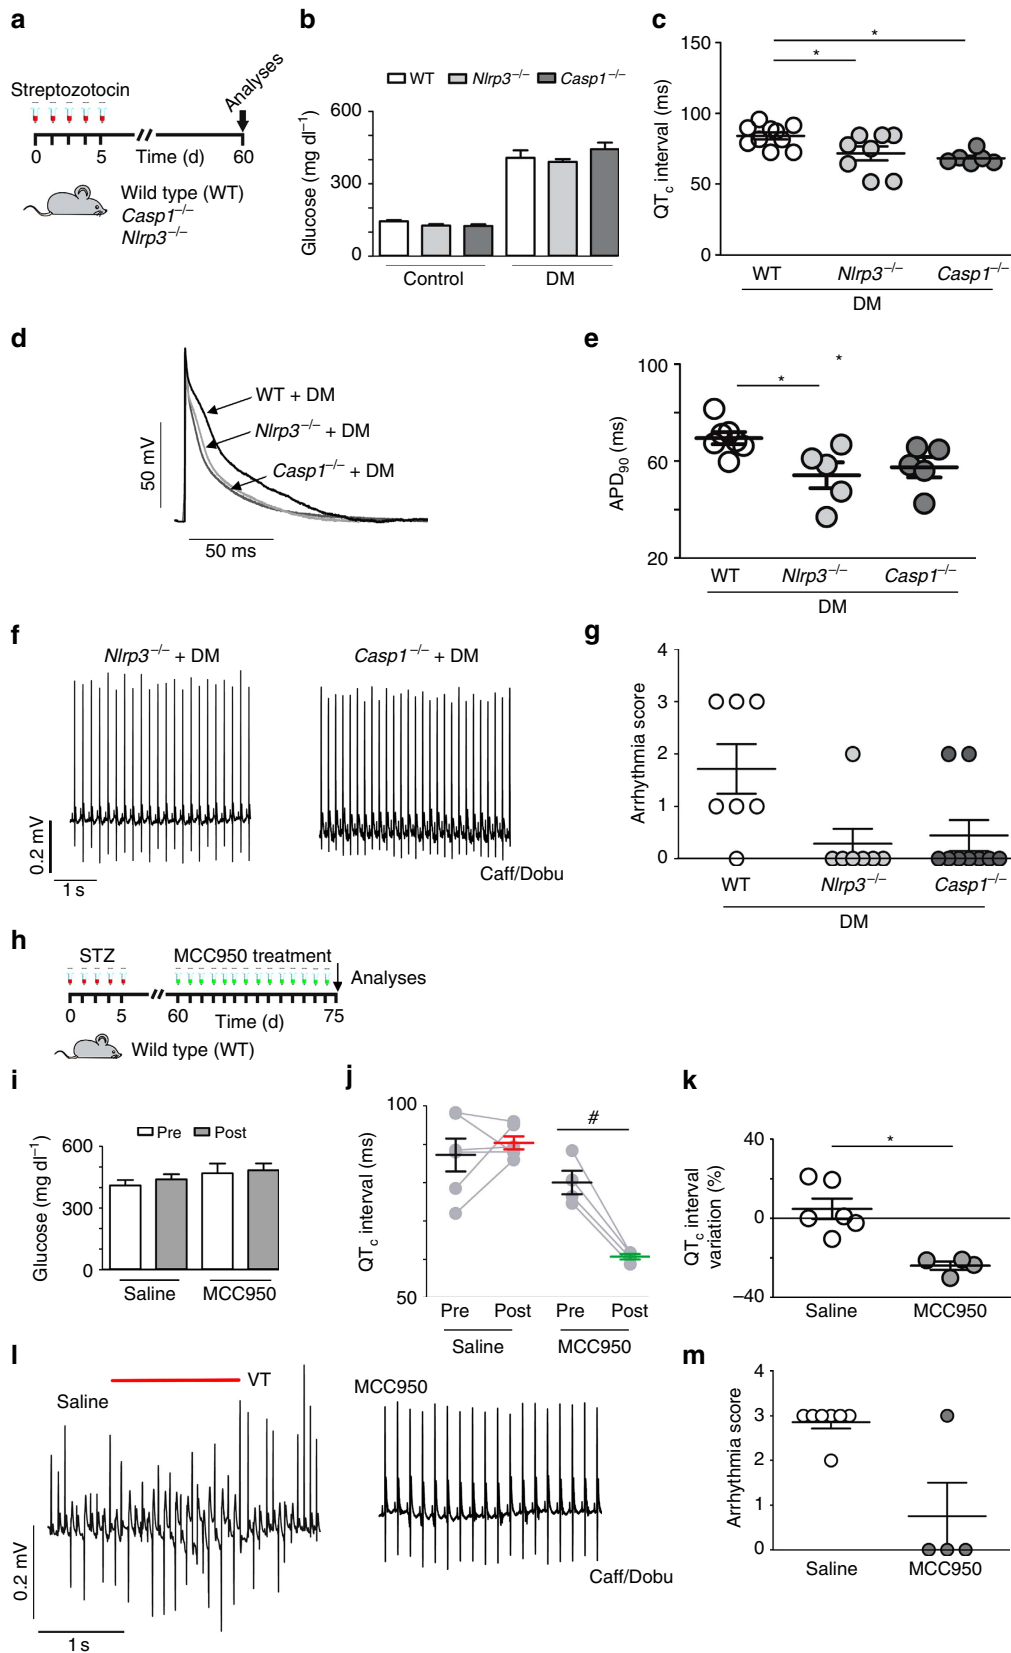 a
Streptozotocin
Analyses
0 5 Time (d) 60
Wild type (WT)
Casp1⁻/⁻
Nlrp3⁻/⁻
b
WT Nlrp3⁻/⁻ Casp1⁻/⁻
Glucose (mg dl⁻¹)
600
300
0
Control DM
c
QTc interval (ms)
150
100
50
0
* *
WT Nlrp3⁻/⁻ Casp1⁻/⁻
DM
d
WT + DM
Nlrp3⁻/⁻ + DM
Casp1⁻/⁻ + DM
50 mV
50 ms
e
APD90 (ms)
100
60
20
* *
WT Nlrp3⁻/⁻ Casp1⁻/⁻
DM
f
Nlrp3⁻/⁻ + DM Casp1⁻/⁻ + DM
0.2 mV
1 s
Caff/Dobu
g
Arrhythmia score
4
3
2
1
0
WT Nlrp3⁻/⁻ Casp1⁻/⁻
DM
h
STZ MCC950 treatment
Analyses
0 5 60 Time (d) 75
Wild type (WT)
i
Pre Post
Glucose (mg dl⁻¹)
600
300
0
Saline MCC950
j
QTc interval (ms)
100
50
#
Pre Post Pre Post
Saline MCC950
k
QTc interval
variation (%)
40
0
−40
*
Saline MCC950
l
Saline VT
MCC950
0.2 mV
1 s
Caff/Dobu
m
Arrhythmia score
4
3
2
1
0
Saline MCC950